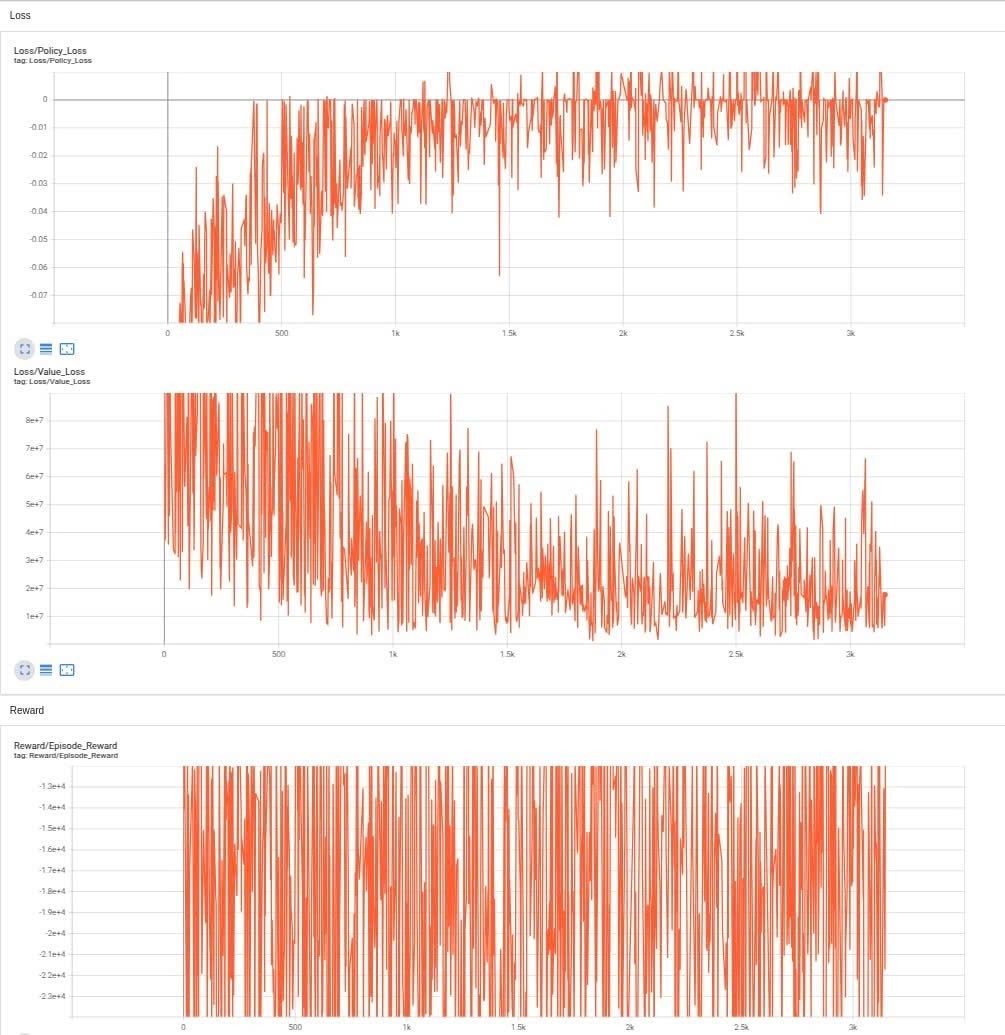 Loss
Loss/Policy_Loss
tag: Loss/Policy_Loss
0
-0.01
-0.02
-0.03
-0.04
-0.05
-0.06
-0.07
0 500 1k 1.5k 2k 2.5k 3k
Loss/Value_Loss
tag: Loss/Value_Loss
8e+7
7e+7
6e+7
5e+7
4e+7
3e+7
2e+7
1e+7
0 500 1k 1.5k 2k 2.5k 3k
Reward
Reward/Episode_Reward
tag: Reward/Episode_Reward
-1.3e+4
-1.4e+4
-1.5e+4
-1.6e+4
-1.7e+4
-1.8e+4
-1.9e+4
-2e+4
-2.1e+4
-2.2e+4
-2.3e+4
0 500 1k 1.5k 2k 2.5k 3k